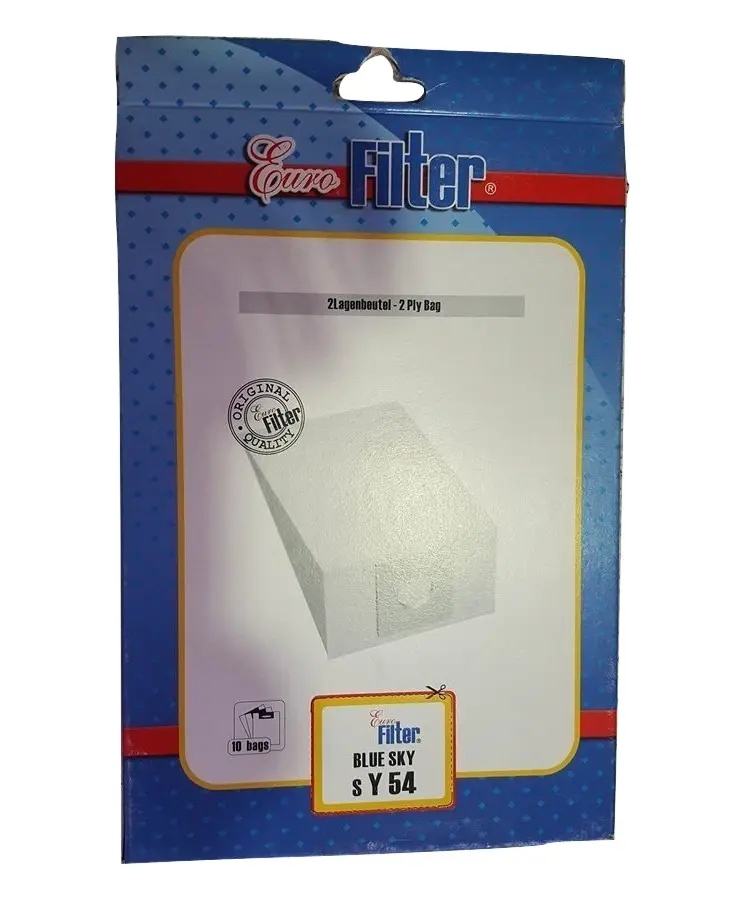 Euro Filter®
2Lagenbeutel - 2 Ply Bag
ORIGINAL
Euro
Filter
QUALITY
10 bags
Euro
Filter®
BLUE SKY
s Y 54